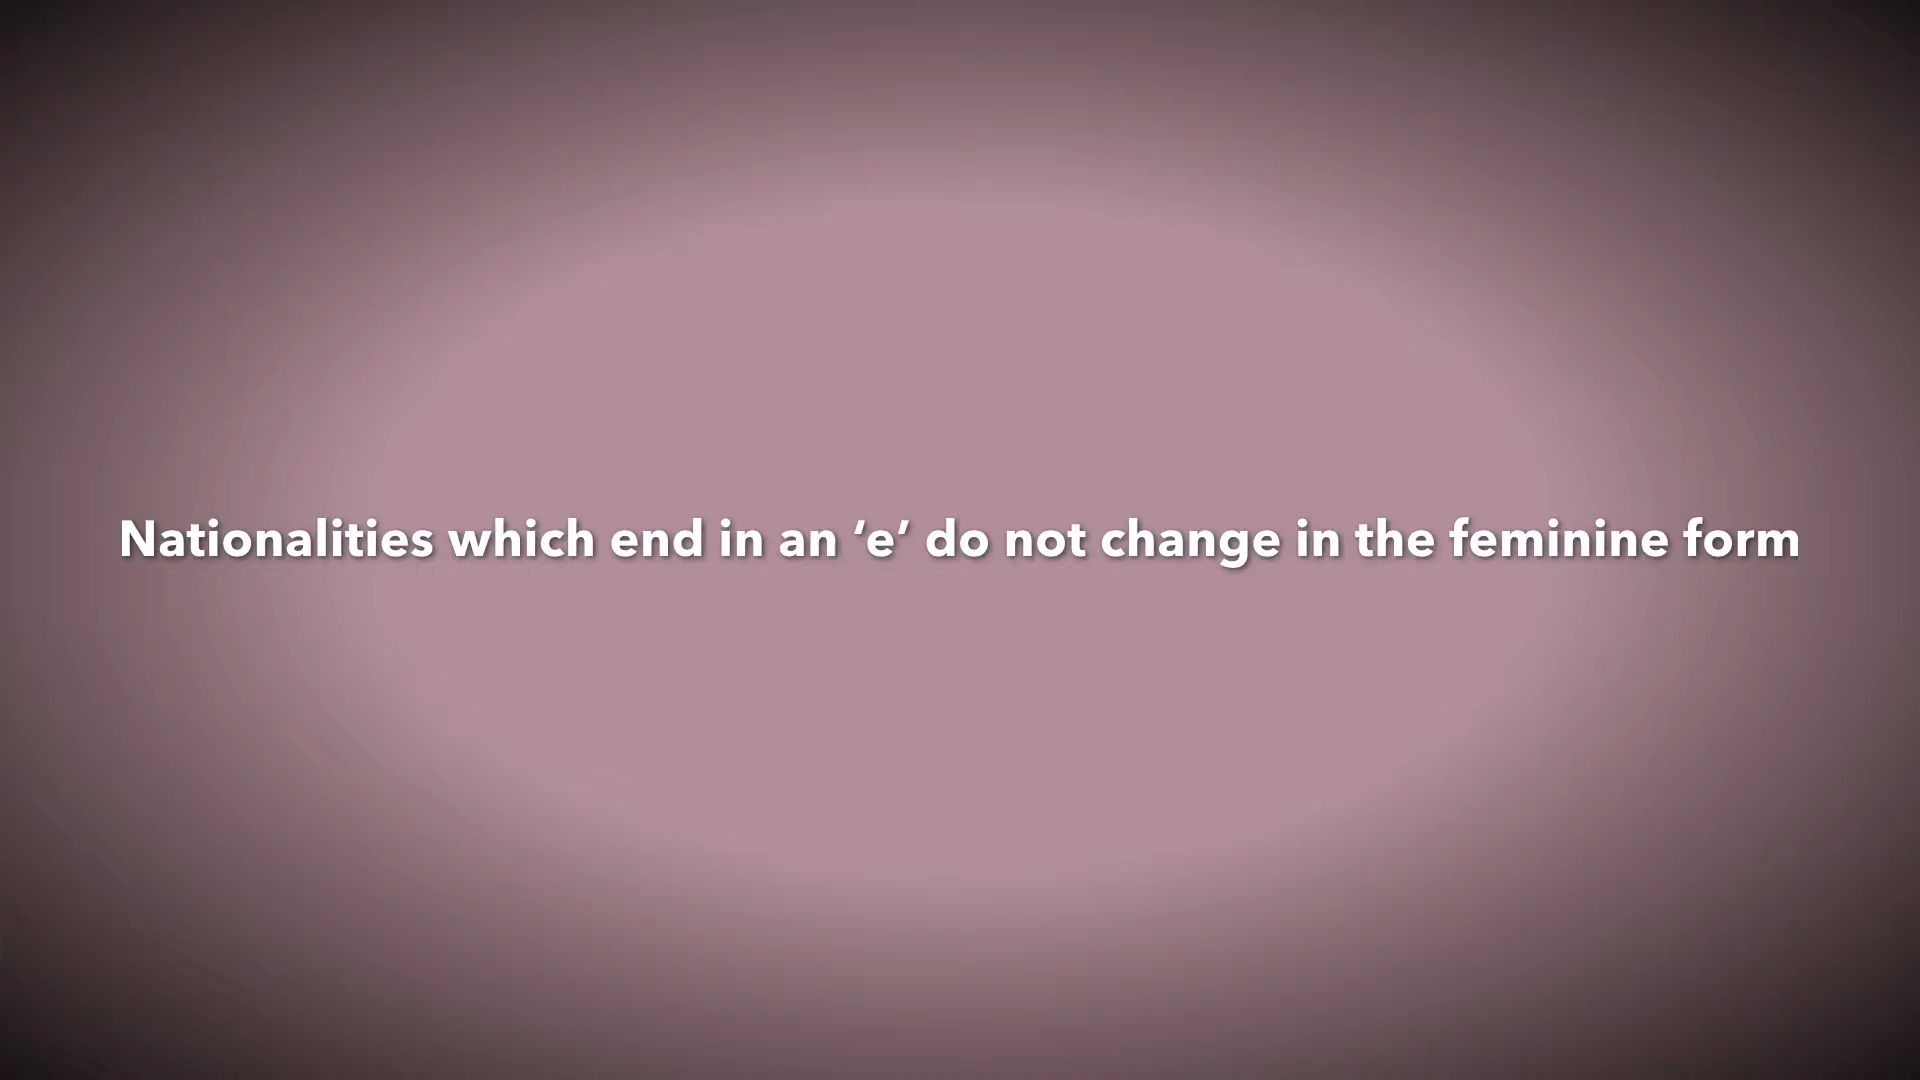 Nationalities which end in an ‘e’ do not change in the feminine form